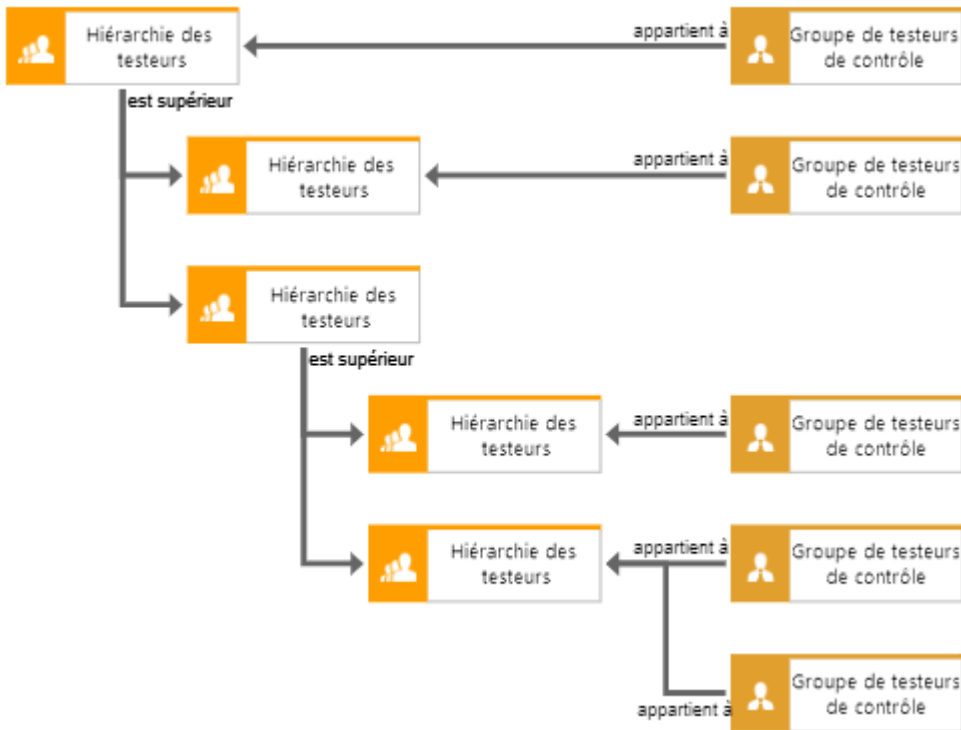 Hiérarchie des
testeurs
appartient à
Groupe de testeurs
de contrôle
est supérieur
Hiérarchie des
testeurs
appartient à
Groupe de testeurs
de contrôle
Hiérarchie des
testeurs
est supérieur
Hiérarchie des
testeurs
appartient à
Groupe de testeurs
de contrôle
Hiérarchie des
testeurs
appartient à
Groupe de testeurs
de contrôle
appartient à
Groupe de testeurs
de contrôle